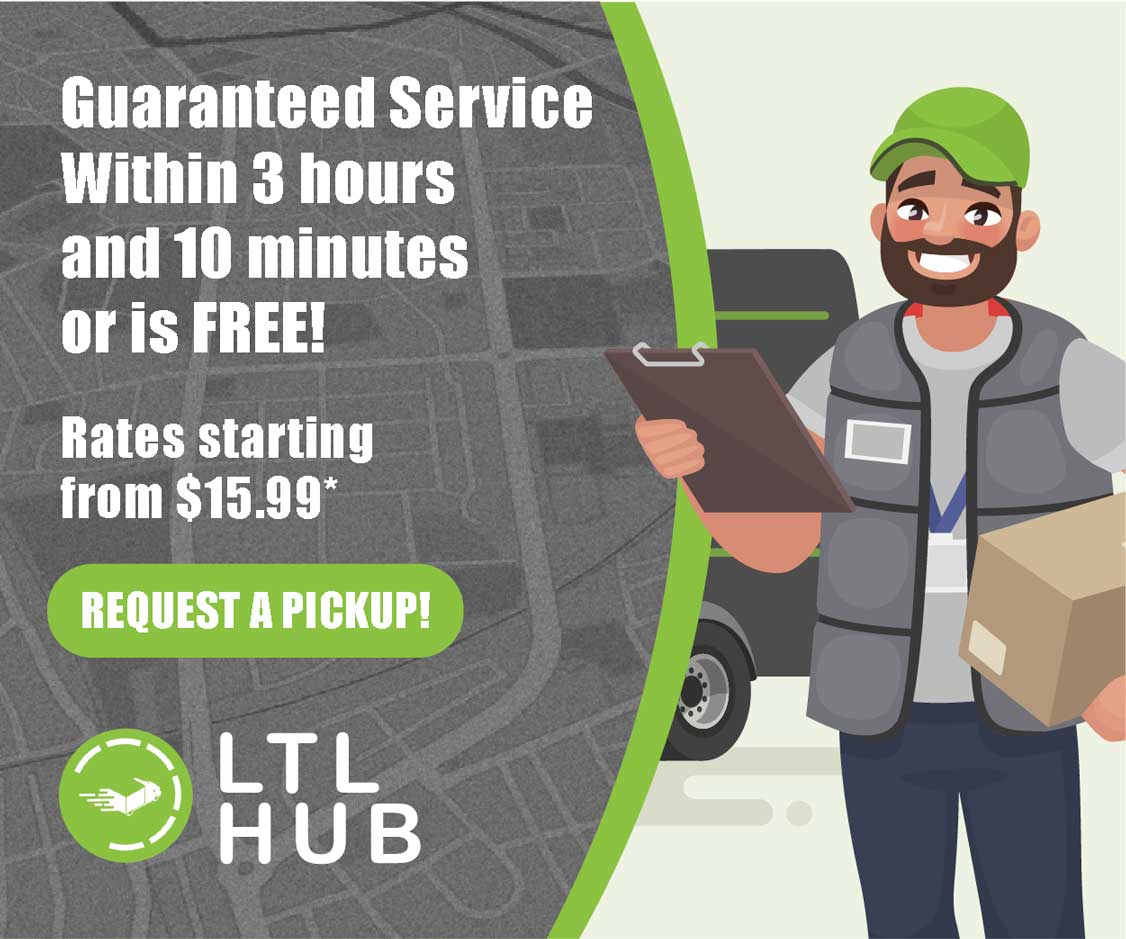 Guaranteed Service
Within 3 hours
and 10 minutes
or is FREE!
Rates starting
from $15.99*
REQUEST A PICKUP!
LTL
HUB